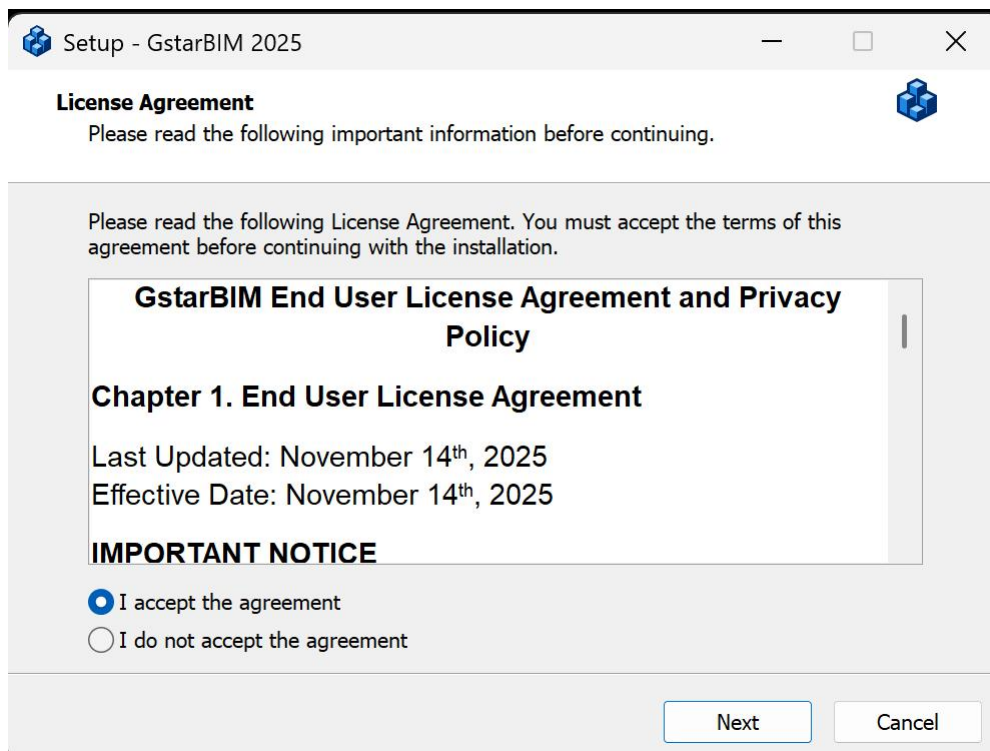 Setup - GstarBIM 2025
License Agreement
Please read the following important information before continuing.
Please read the following License Agreement. You must accept the terms of this
agreement before continuing with the installation.
GstarBIM End User License Agreement and Privacy
Policy
Chapter 1. End User License Agreement
Last Updated: November 14th, 2025
Effective Date: November 14th, 2025
IMPORTANT NOTICE
I accept the agreement
I do not accept the agreement
Next
Cancel